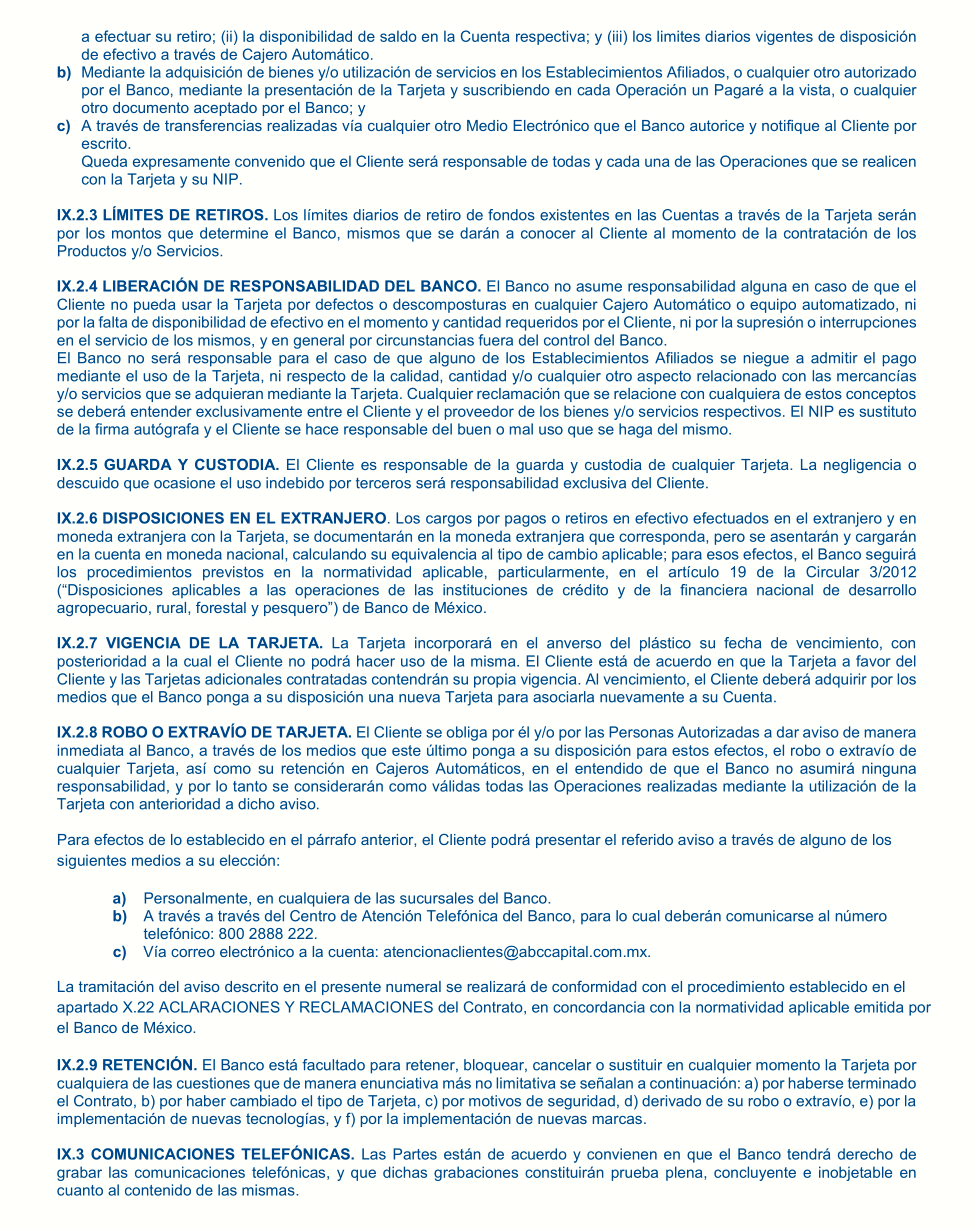 a efectuar su retiro; (ii) la disponibilidad de saldo en la Cuenta respectiva; y (iii) los limites diarios vigentes de disposición
de efectivo a través de Cajero Automático.
b) Mediante la adquisición de bienes y/o utilización de servicios en los Establecimientos Afiliados, o cualquier otro autorizado
por el Banco, mediante la presentación de la Tarjeta y suscribiendo en cada Operación un Pagaré a la vista, o cualquier
otro documento aceptado por el Banco; y
c) A través de transferencias realizadas vía cualquier otro Medio Electrónico que el Banco autorice y notifique al Cliente por
escrito.
Queda expresamente convenido que el Cliente será responsable de todas y cada una de las Operaciones que se realicen
con la Tarjeta y su NIP.
IX.2.3 LÍMITES DE RETIROS. Los límites diarios de retiro de fondos existentes en las Cuentas a través de la Tarjeta serán
por los montos que determine el Banco, mismos que se darán a conocer al Cliente al momento de la contratación de los
Productos y/o Servicios.
IX.2.4 LIBERACIÓN DE RESPONSABILIDAD DEL BANCO. El Banco no asume responsabilidad alguna en caso de que el
Cliente no pueda usar la Tarjeta por defectos o descomposturas en cualquier Cajero Automático o equipo automatizado, ni
por la falta de disponibilidad de efectivo en el momento y cantidad requeridos por el Cliente, ni por la supresión o interrupciones
en el servicio de los mismos, y en general por circunstancias fuera del control del Banco.
El Banco no será responsable para el caso de que alguno de los Establecimientos Afiliados se niegue a admitir el pago
mediante el uso de la Tarjeta, ni respecto de la calidad, cantidad y/o cualquier otro aspecto relacionado con las mercancías
y/o servicios que se adquieran mediante la Tarjeta. Cualquier reclamación que se relacione con cualquiera de estos conceptos
se deberá entender exclusivamente entre el Cliente y el proveedor de los bienes y/o servicios respectivos. El NIP es sustituto
de la firma autógrafa y el Cliente se hace responsable del buen o mal uso que se haga del mismo.
IX.2.5 GUARDA Y CUSTODIA. El Cliente es responsable de la guarda y custodia de cualquier Tarjeta. La negligencia o
descuido que ocasione el uso indebido por terceros será responsabilidad exclusiva del Cliente.
IX.2.6 DISPOSICIONES EN EL EXTRANJERO. Los cargos por pagos o retiros en efectivo efectuados en el extranjero y en
moneda extranjera con la Tarjeta, se documentarán en la moneda extranjera que corresponda, pero se asentarán y cargarán
en la cuenta en moneda nacional, calculando su equivalencia al tipo de cambio aplicable; para esos efectos, el Banco seguirá
los procedimientos previstos en la normatividad aplicable, particularmente, en el artículo 19 de la Circular 3/2012
(“Disposiciones aplicables a las operaciones de las instituciones de crédito y de la financiera nacional de desarrollo
agropecuario, rural, forestal y pesquero”) de Banco de México.
IX.2.7 VIGENCIA DE LA TARJETA. La Tarjeta incorporará en el anverso del plástico su fecha de vencimiento, con
posterioridad a la cual el Cliente no podrá hacer uso de la misma. El Cliente está de acuerdo en que la Tarjeta a favor del
Cliente y las Tarjetas adicionales contratadas contendrán su propia vigencia. Al vencimiento, el Cliente deberá adquirir por los
medios que el Banco ponga a su disposición una nueva Tarjeta para asociarla nuevamente a su Cuenta.
IX.2.8 ROBO O EXTRAVÍO DE TARJETA. El Cliente se obliga por él y/o por las Personas Autorizadas a dar aviso de manera
inmediata al Banco, a través de los medios que este último ponga a su disposición para estos efectos, el robo o extravío de
cualquier Tarjeta, así como su retención en Cajeros Automáticos, en el entendido de que el Banco no asumirá ninguna
responsabilidad, y por lo tanto se considerarán como válidas todas las Operaciones realizadas mediante la utilización de la
Tarjeta con anterioridad a dicho aviso.
Para efectos de lo establecido en el párrafo anterior, el Cliente podrá presentar el referido aviso a través de alguno de los
siguientes medios a su elección:
a) Personalmente, en cualquiera de las sucursales del Banco.
b) A través a través del Centro de Atención Telefónica del Banco, para lo cual deberán comunicarse al número
telefónico: 800 2888 222.
c) Vía correo electrónico a la cuenta: atencionaclientes@abccapital.com.mx.
La tramitación del aviso descrito en el presente numeral se realizará de conformidad con el procedimiento establecido en el
apartado X.22 ACLARACIONES Y RECLAMACIONES del Contrato, en concordancia con la normatividad aplicable emitida por
el Banco de México.
IX.2.9 RETENCIÓN. El Banco está facultado para retener, bloquear, cancelar o sustituir en cualquier momento la Tarjeta por
cualquiera de las cuestiones que de manera enunciativa más no limitativa se señalan a continuación: a) por haberse terminado
el Contrato, b) por haber cambiado el tipo de Tarjeta, c) por motivos de seguridad, d) derivado de su robo o extravío, e) por la
implementación de nuevas tecnologías, y f) por la implementación de nuevas marcas.
IX.3 COMUNICACIONES TELEFÓNICAS. Las Partes están de acuerdo y convienen en que el Banco tendrá derecho de
grabar las comunicaciones telefónicas, y que dichas grabaciones constituirán prueba plena, concluyente e inobjetable en
cuanto al contenido de las mismas.